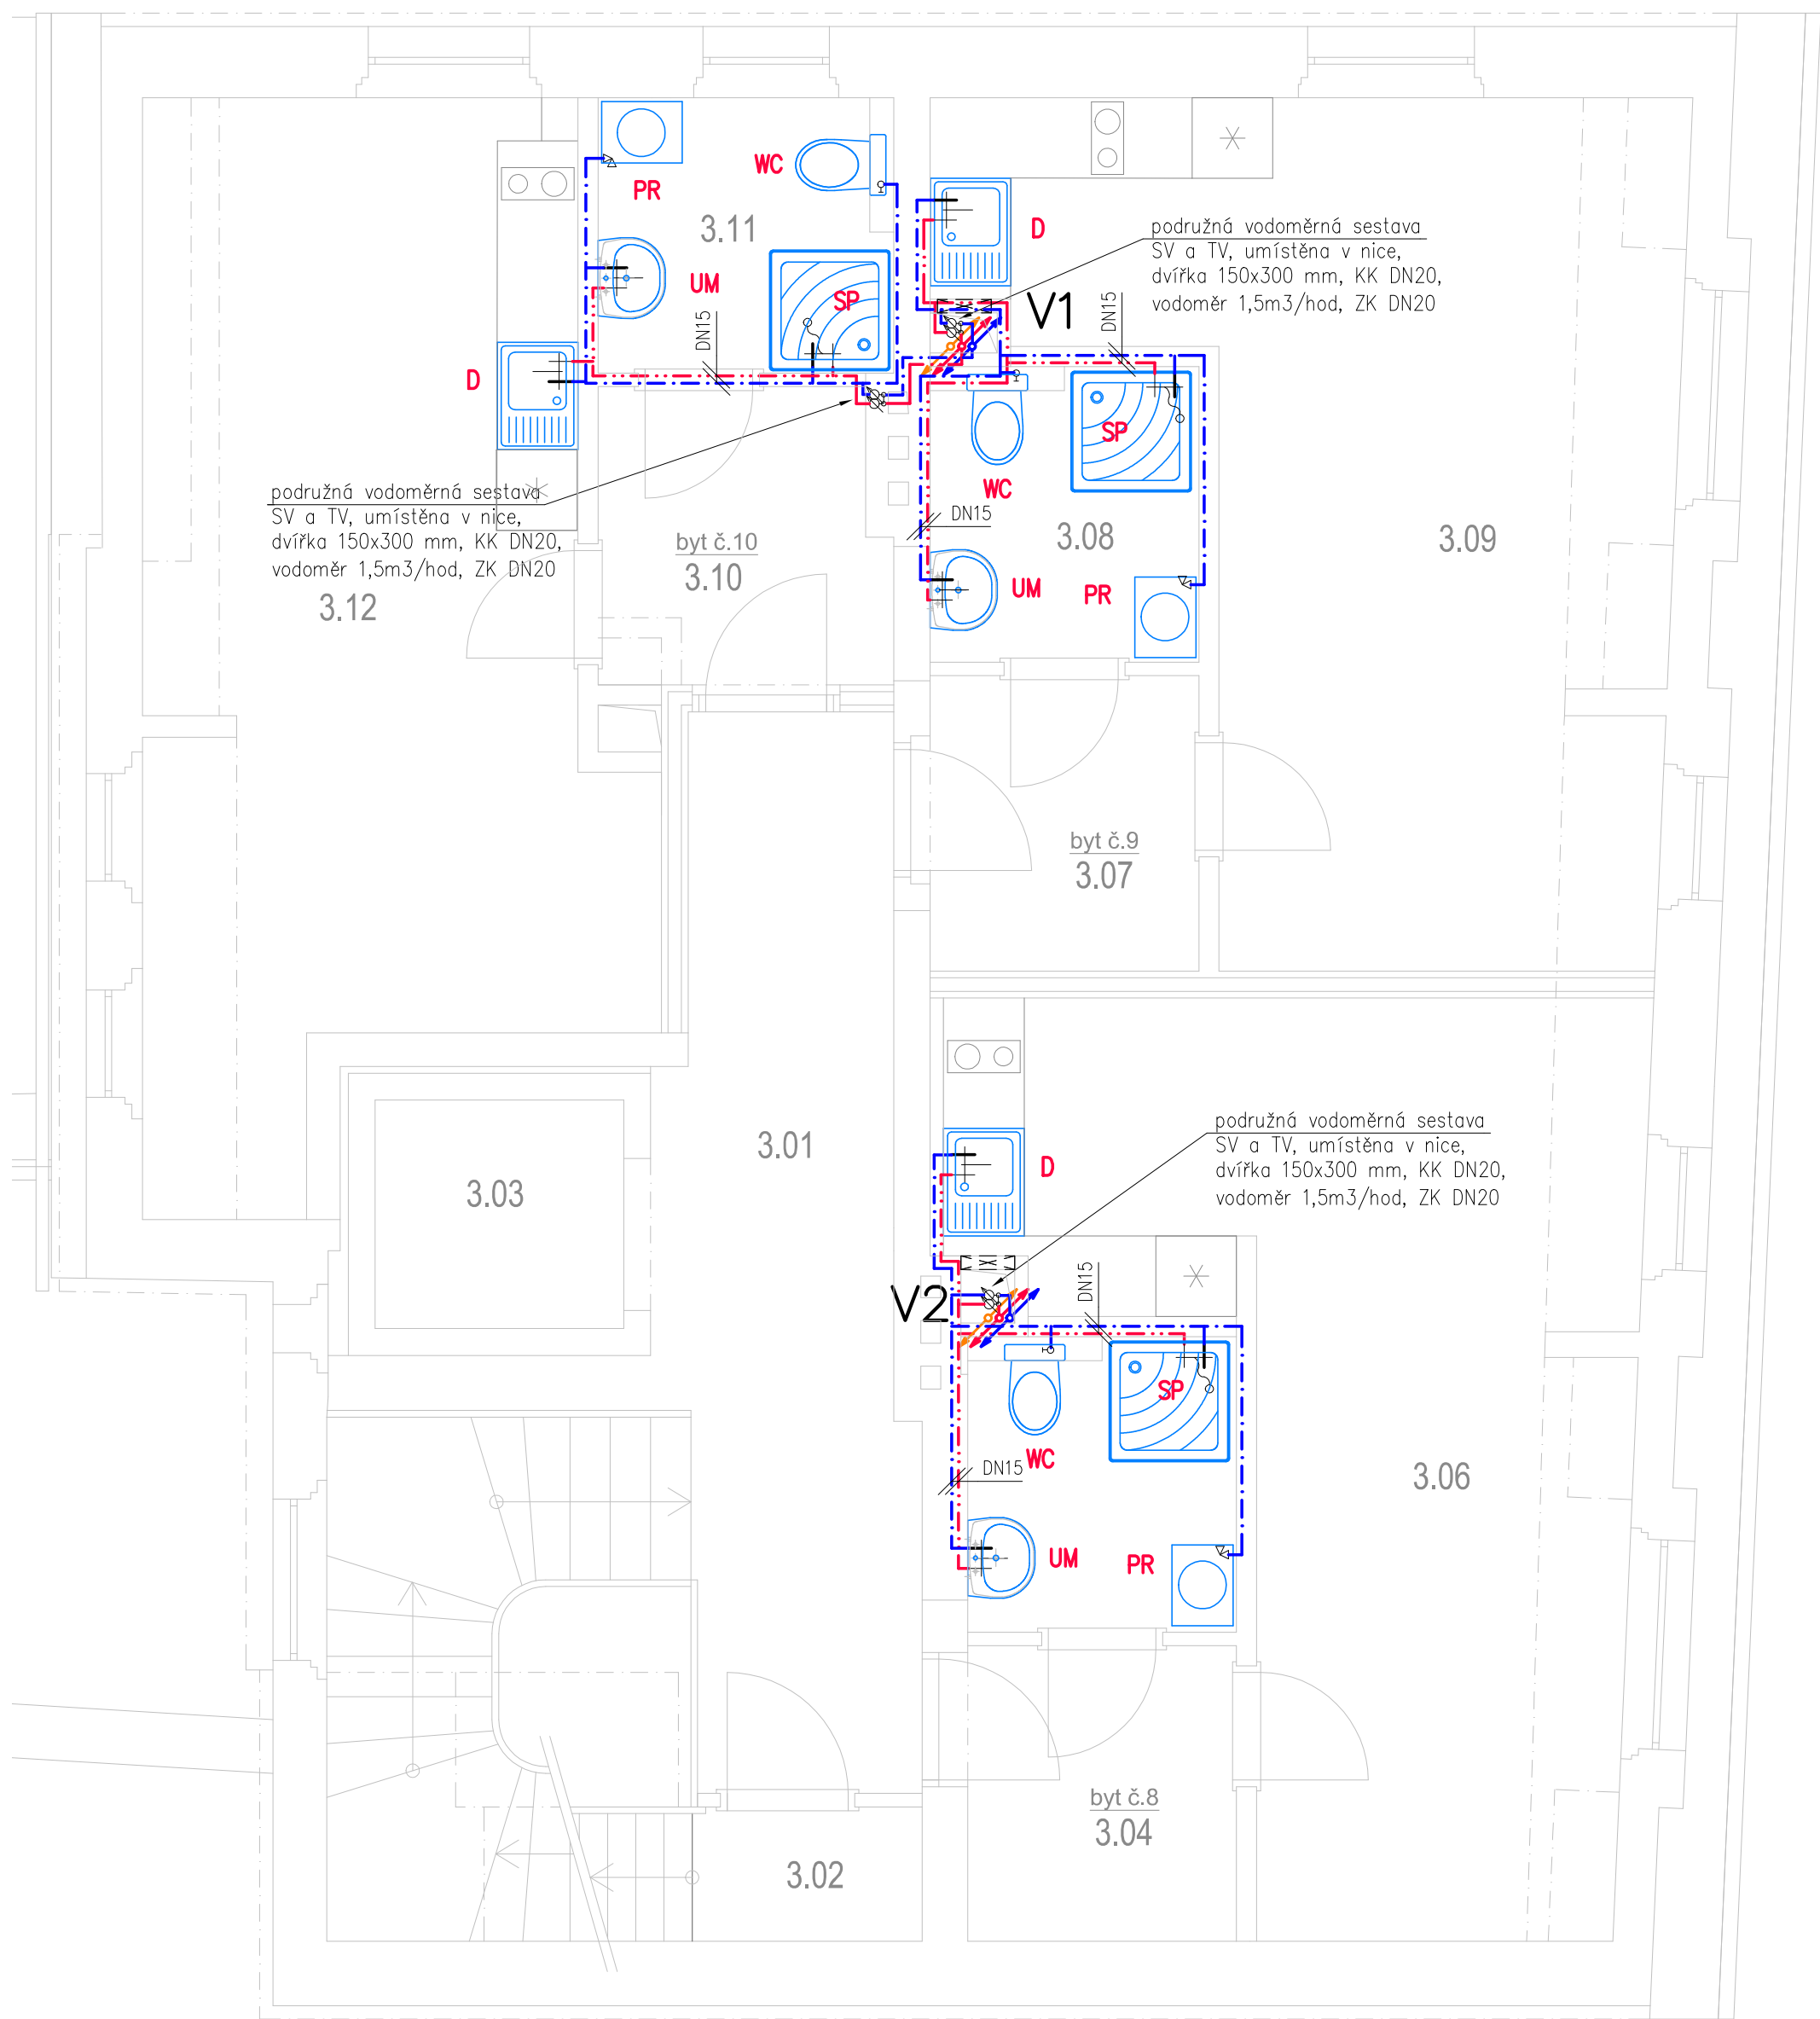 WC
PR
3.11
UM
SP
D
podružná vodoměrná sestava
SV a TV, umístěna v nice,
dvířka 150x300 mm, KK DN20,
vodoměr 1,5m3/hod, ZK DN20
V1
DN15
DN15
D
SP
WC
podružná vodoměrná sestava
SV a TV, umístěna v nice,
dvířka 150x300 mm, KK DN20,
vodoměr 1,5m3/hod, ZK DN20
3.12
byt č.10
3.10
DN15
3.08
3.09
UM
PR
byt č.9
3.07
3.01
3.03
D
podružná vodoměrná sestava
SV a TV, umístěna v nice,
dvířka 150x300 mm, KK DN20,
vodoměr 1,5m3/hod, ZK DN20
V2
DN15
SP
WC
DN15
3.06
UM
PR
byt č.8
3.04
3.02